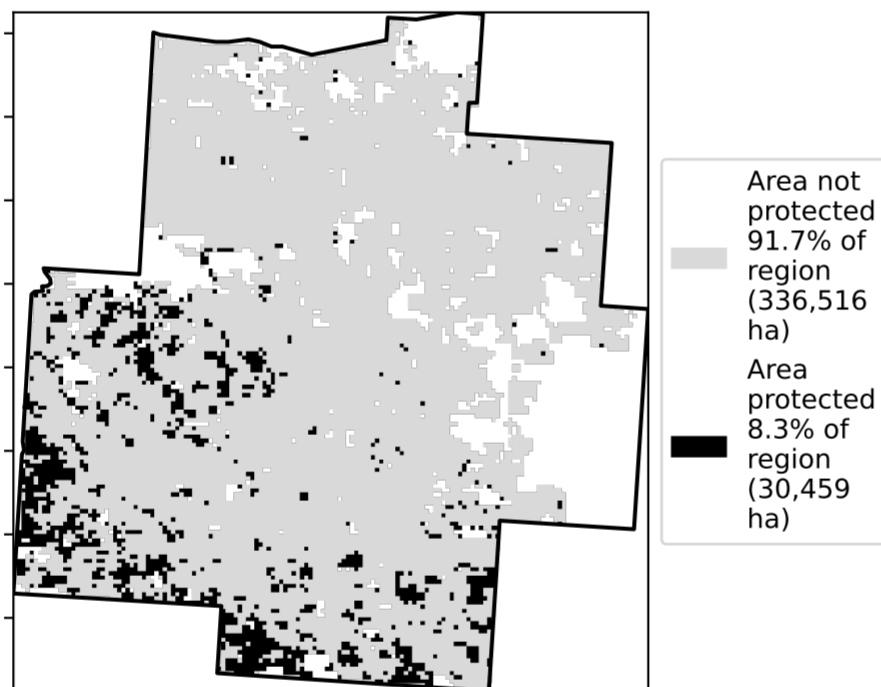 Area not
protected
91.7% of
region
(336,516
ha)
Area
protected
8.3% of
region
(30,459
ha)